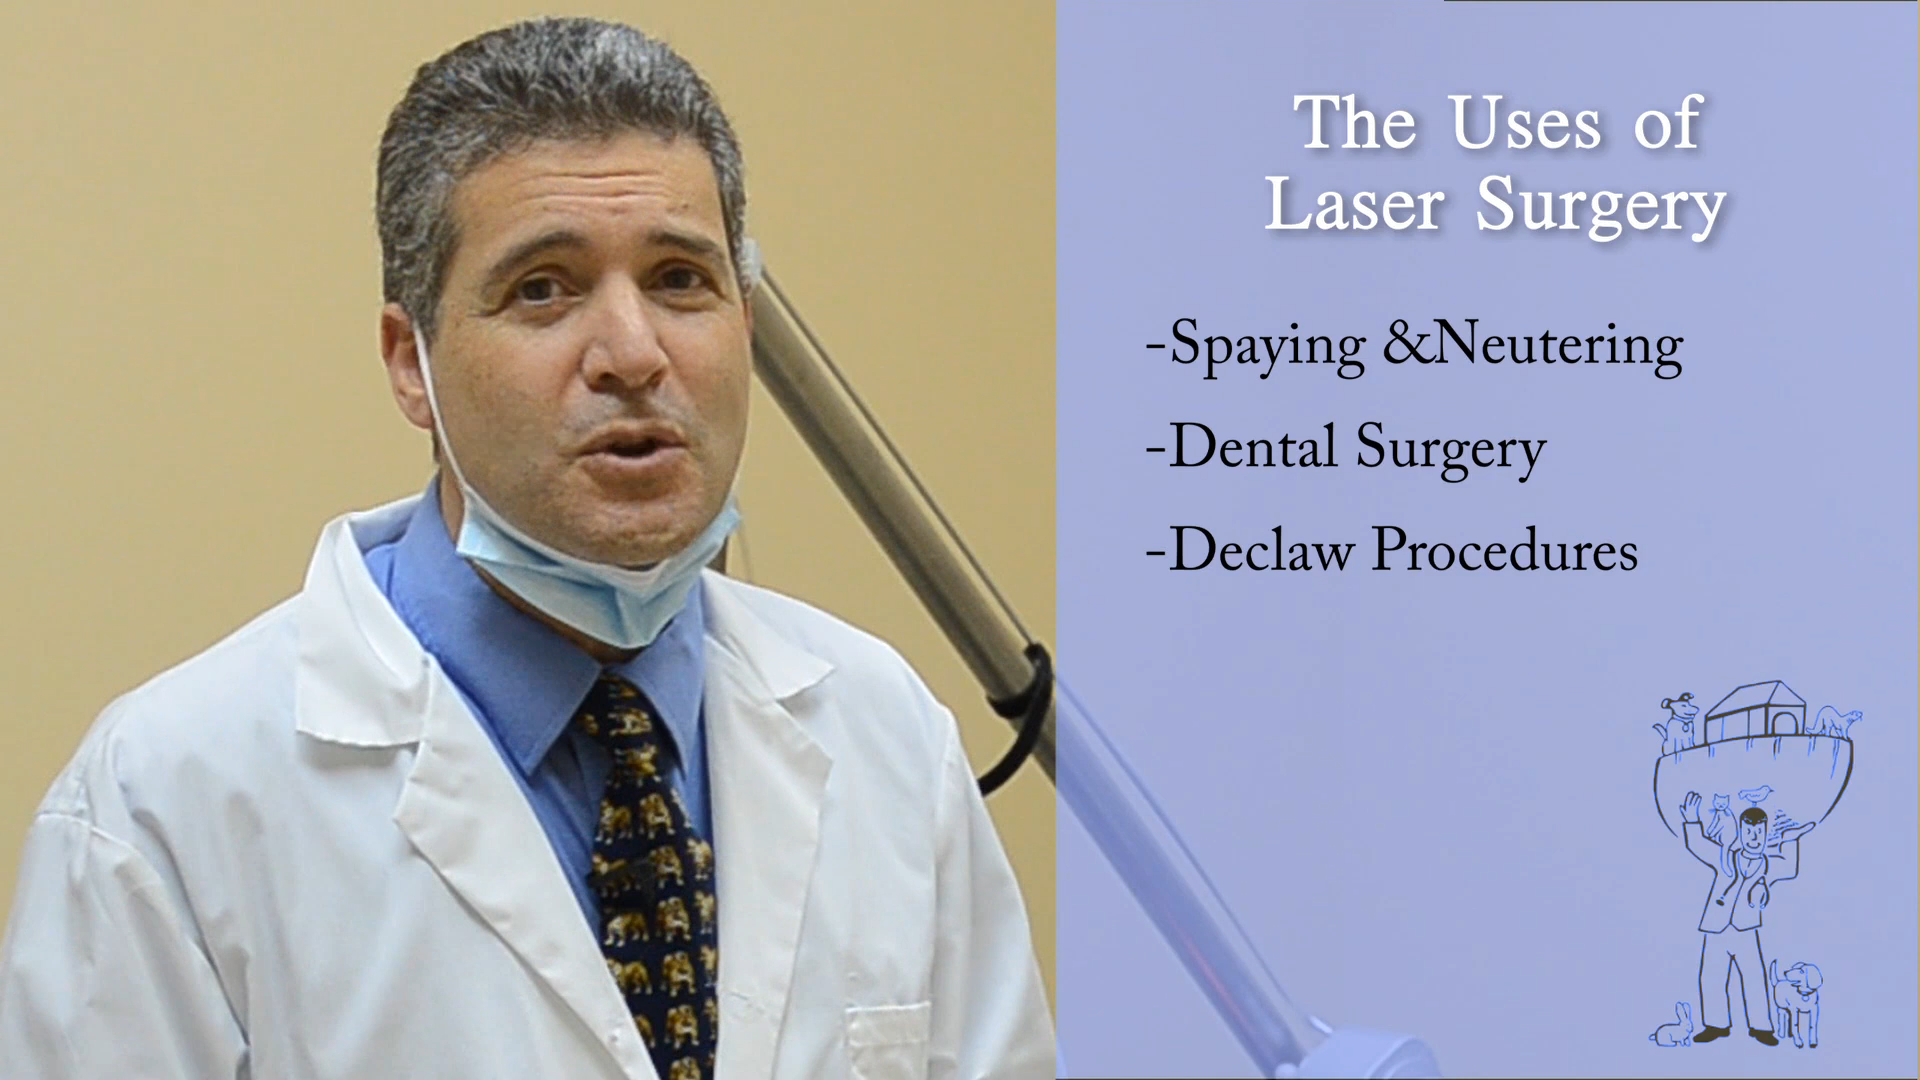 The Uses of
Laser Surgery
-Spaying &Neutering
-Dental Surgery
-Declaw Procedures